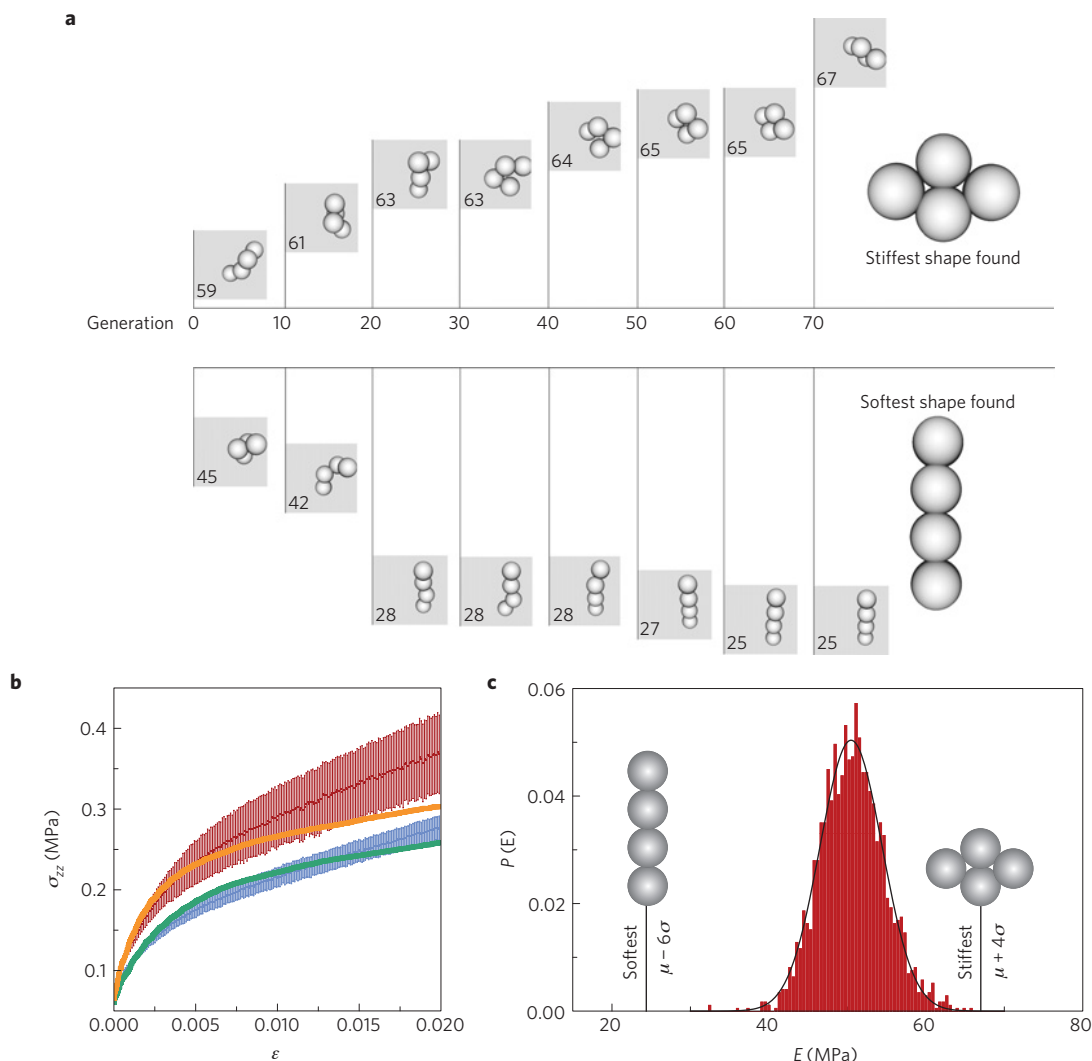 a
67
65
65
64
63
63
61
59
Stiffest shape found
Generation 0 10 20 30 40 50 60 70
Softest shape found
45
42
28
28
28
27
25
25
b
0.4
0.3
0.2
0.1
σzz (MPa)
0.000 0.005 0.010 0.015 0.020
ε
c
0.06
0.04
0.02
0.00
P (E)
Softest
μ − 6σ
Stiffest
μ + 4σ
20 40 60 80
E (MPa)